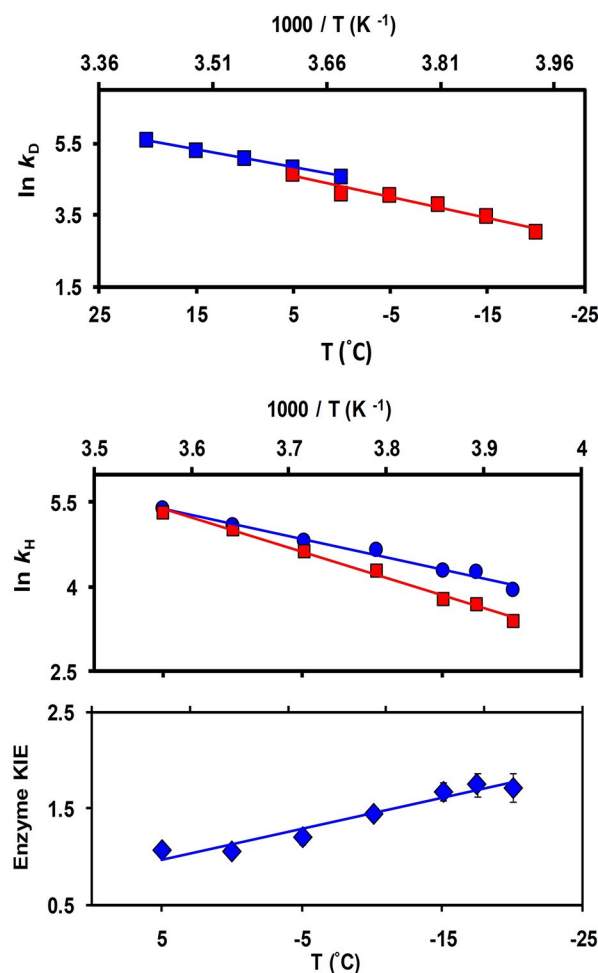 1000 / T (K ⁻¹)
3.36 3.51 3.66 3.81 3.96
5.5
3.5
1.5
ln k_D
25 15 5 -5 -15 -25
T (°C)
1000 / T (K ⁻¹)
3.5 3.6 3.7 3.8 3.9 4
5.5
4
2.5
ln k_H
2.5
1.5
0.5
Enzyme KIE
5 -5 -15 -25
T (°C)